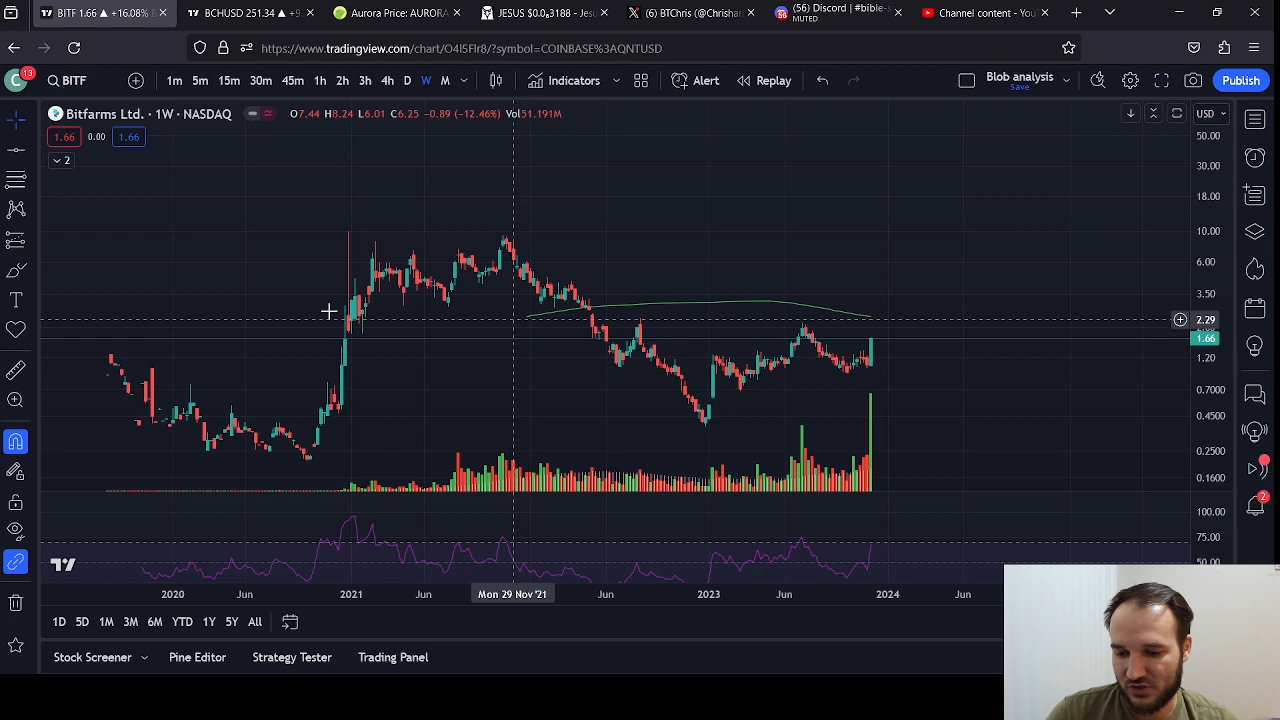 BITF 1.66 ▲ +16.08%
BCHUSD 251.34 ▲ +9
Aurora Price: AURORA
JESUS $0.0₆3188 - Jesu
(6) BTChris (@Christ
(56) Discord | #bible-s
MUTED
Channel content - You
https://www.tradingview.com/chart/O4I5FIr8/?symbol=COINBASE%3AQNTUSD
C
13
BITF
1m 5m 15m 30m 45m 1h 2h 3h 4h D W M
Indicators
Alert
Replay
Blob analysis
Save
Publish
Bitfarms Ltd. · 1W · NASDAQ
O7.44 H8.24 L6.01 C6.25 -0.89 (-12.46%) Vol51.191M
USD
1.66 0.00 1.66
2
50.00
30.00
18.00
10.00
6.00
3.50
2.29
1.66
1.20
0.7000
0.4500
0.2500
0.1600
100.00
75.00
50.00
2020 Jun 2021 Jun Mon 29 Nov '21 Jun 2023 Jun 2024 Jun
1D 5D 1M 3M 6M YTD 1Y 5Y All
Stock Screener Pine Editor Strategy Tester Trading Panel
2